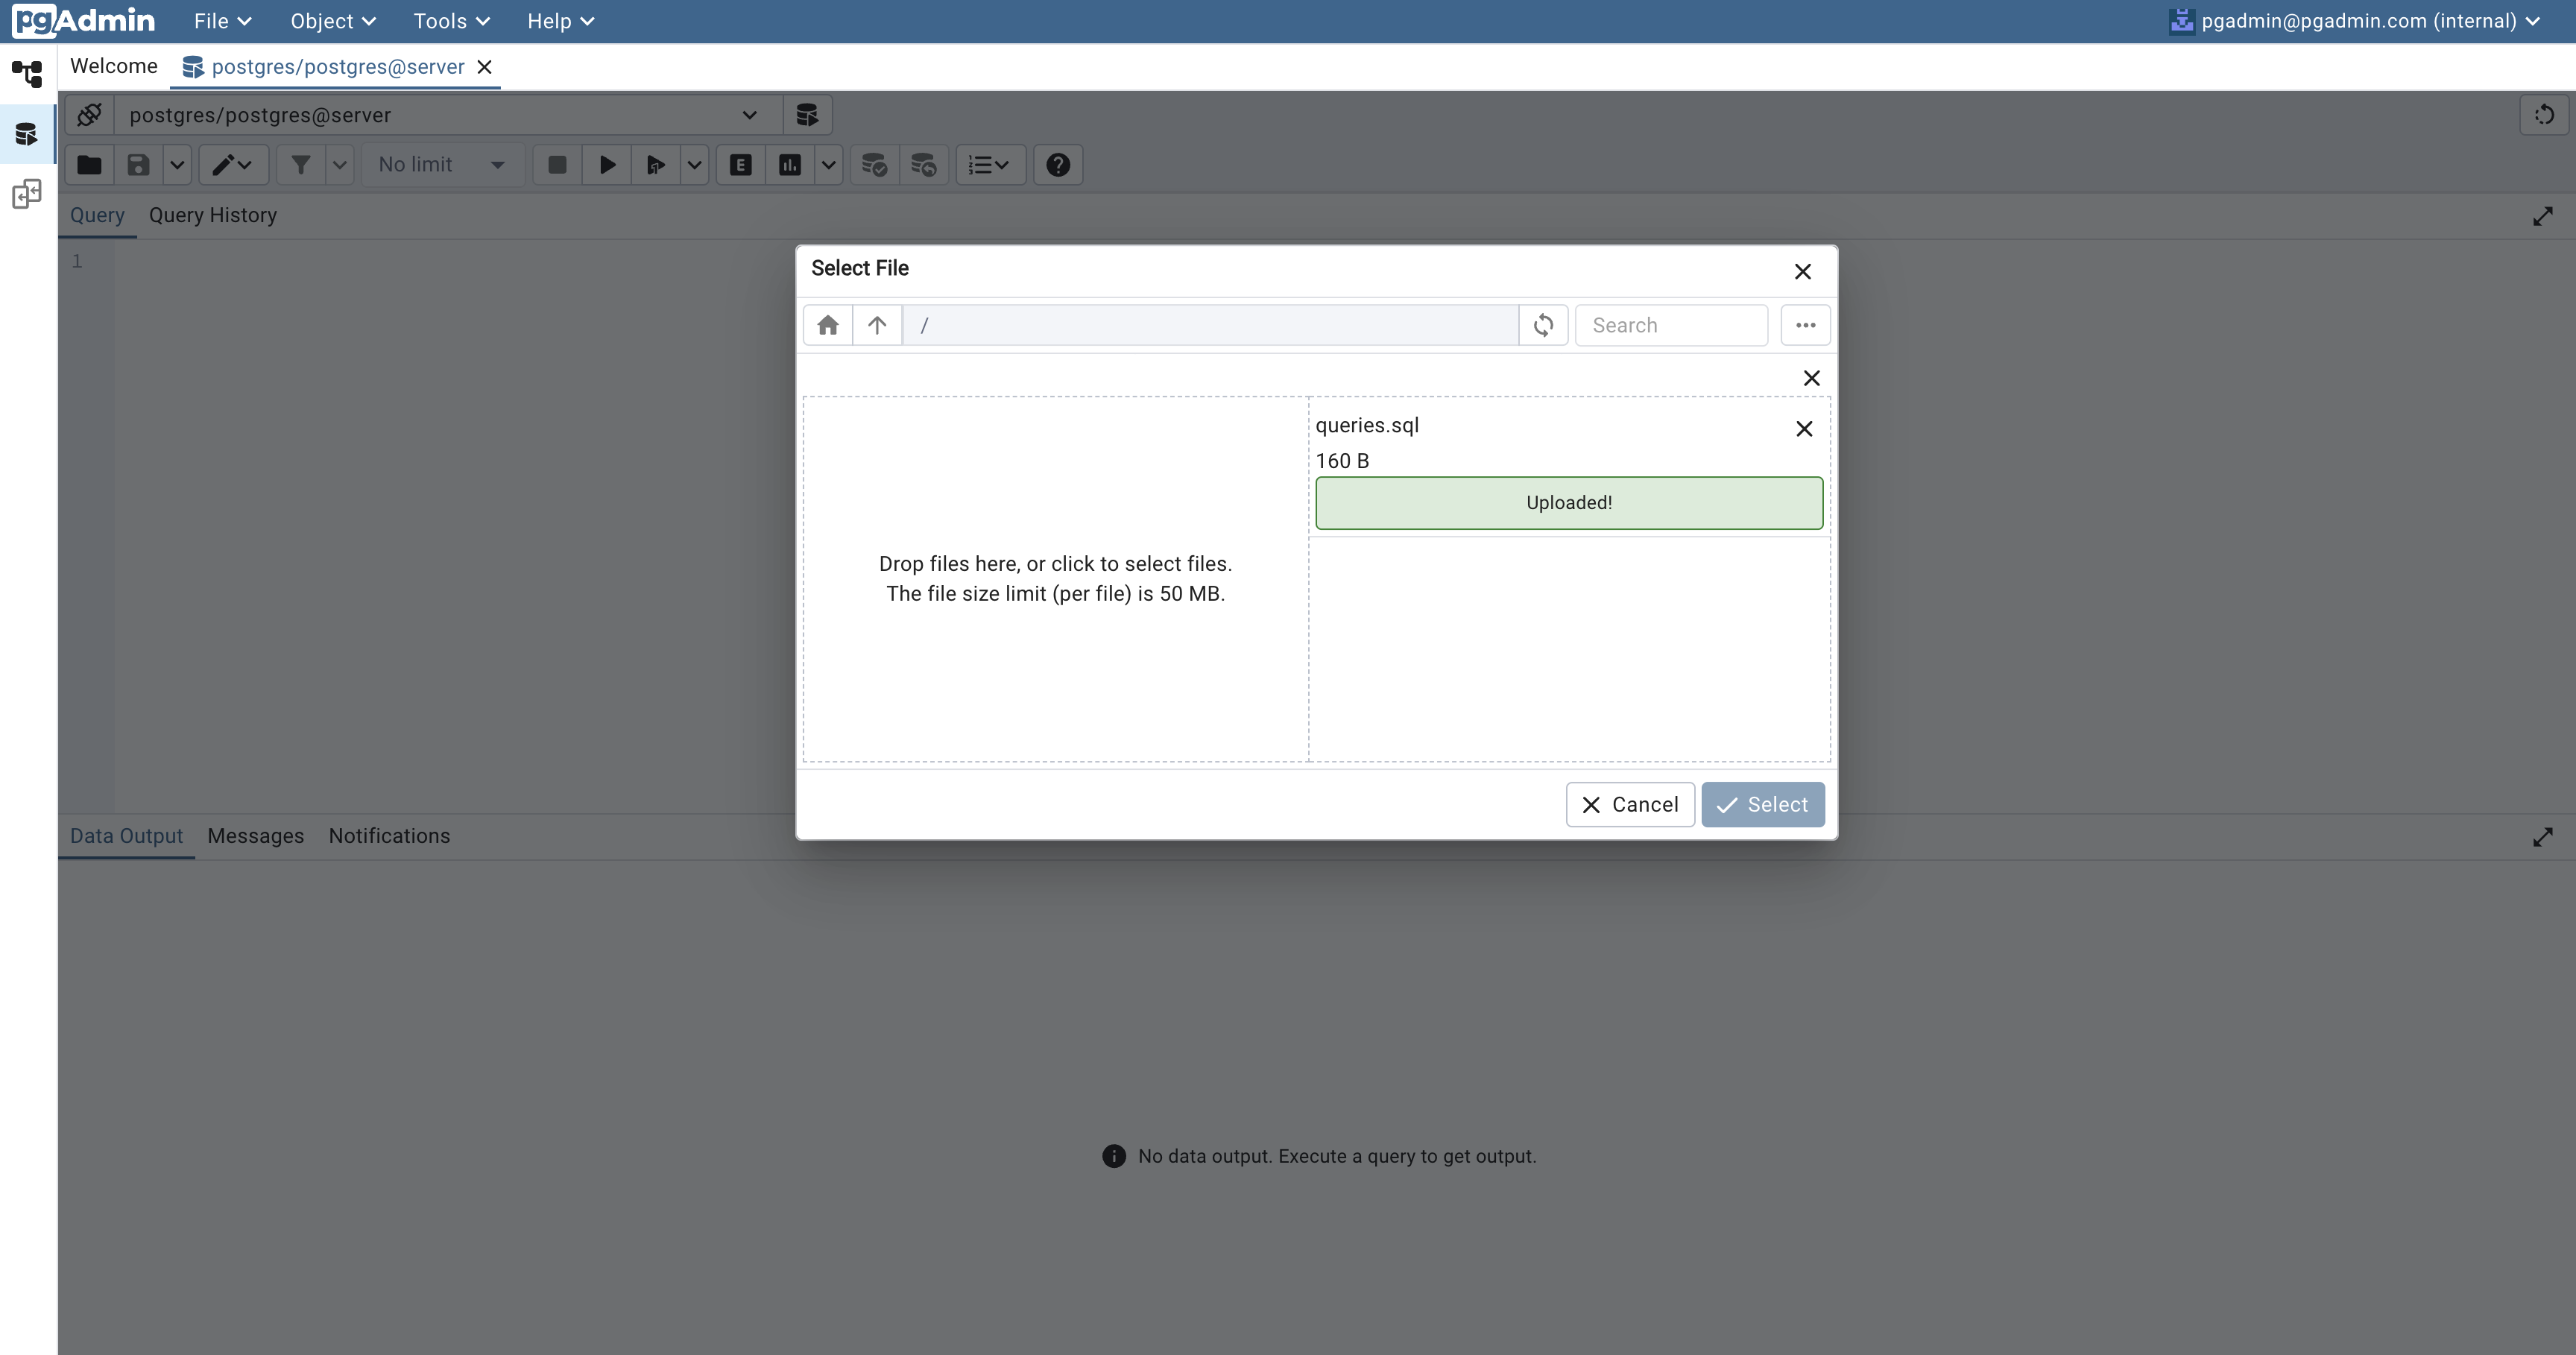 pgAdmin File Object Tools Help pgadmin@pgadmin.com (internal)
Welcome postgres/postgres@server
postgres/postgres@server
No limit E
Query Query History
1
Select File
/ Search
queries.sql
160 B
Uploaded!
Drop files here, or click to select files.
The file size limit (per file) is 50 MB.
Cancel Select
Data Output Messages Notifications
No data output. Execute a query to get output.